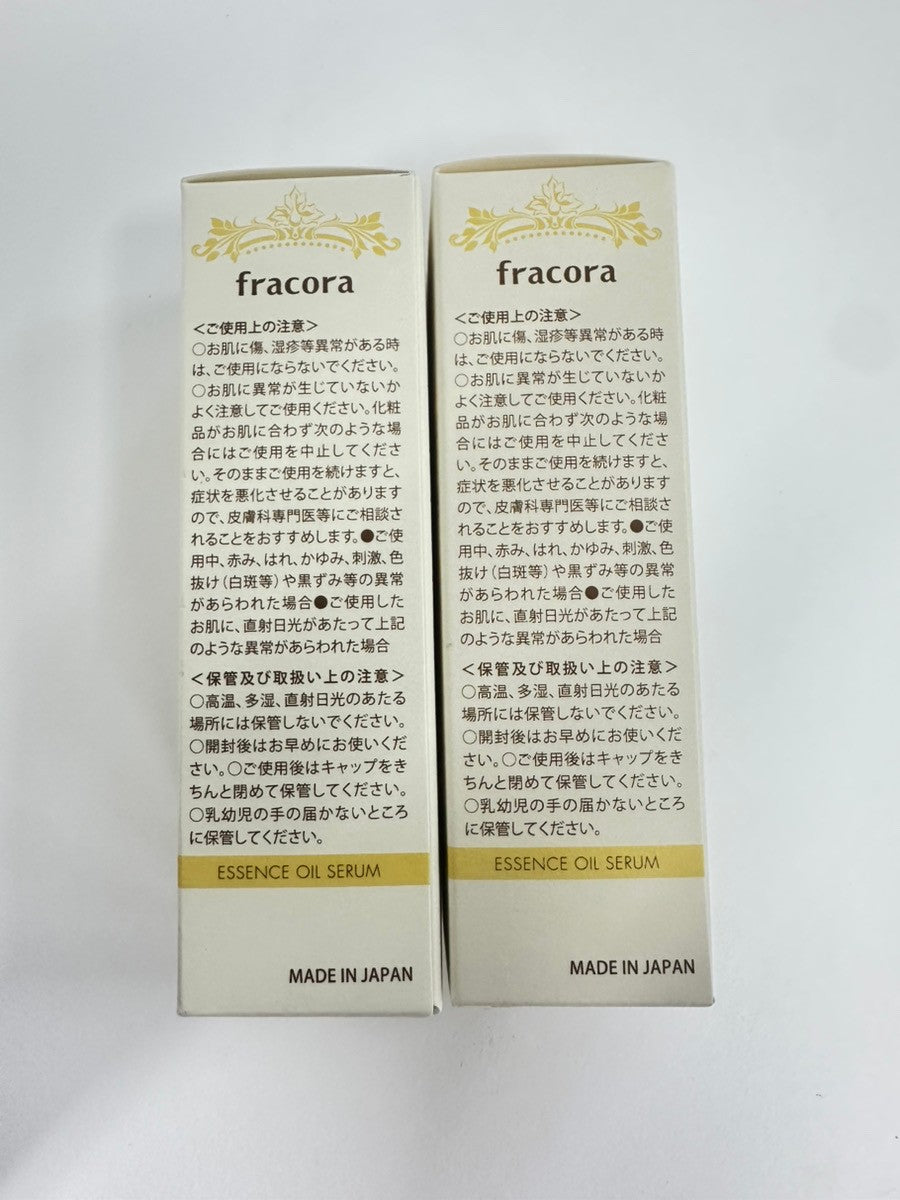 fracora
<ご使用上の注意>
○お肌に傷、湿疹等異常がある時
は、ご使用にならないでください。
○お肌に異常が生じていないか
よく注意してご使用ください。化粧
品がお肌に合わず次のような場
合にはご使用を中止してくださ
い。そのままご使用を続けますと、
症状を悪化させることがあります
ので、皮膚科専門医等にご相談さ
れることをおすすめします。●ご使
用中、赤み、はれ、かゆみ、刺激、色
抜け(白斑等)や黒ずみ等の異常
があらわれた場合●ご使用した
お肌に、直射日光があたって上記
のような異常があらわれた場合
<保管及び取扱い上の注意>
○高温、多湿、直射日光のあたる
場所には保管しないでください。
○開封後はお早めにお使いくだ
さい。○ご使用後はキャップをき
ちんと閉めて保管してください。
○乳幼児の手の届かないところ
に保管してください。
ESSENCE OIL SERUM
MADE IN JAPAN
fracora
<ご使用上の注意>
○お肌に傷、湿疹等異常がある時
は、ご使用にならないでください。
○お肌に異常が生じていないか
よく注意してご使用ください。化粧
品がお肌に合わず次のような場
合にはご使用を中止してくださ
い。そのままご使用を続けますと、
症状を悪化させることがあります
ので、皮膚科専門医等にご相談さ
れることをおすすめします。●ご使
用中、赤み、はれ、かゆみ、刺激、色
抜け(白斑等)や黒ずみ等の異常
があらわれた場合●ご使用した
お肌に、直射日光があたって上記
のような異常があらわれた場合
<保管及び取扱い上の注意>
○高温、多湿、直射日光のあたる
場所には保管しないでください。
○開封後はお早めにお使いくだ
さい。○ご使用後はキャップをき
ちんと閉めて保管してください。
○乳幼児の手の届かないところ
に保管してください。
ESSENCE OIL SERUM
MADE IN JAPAN